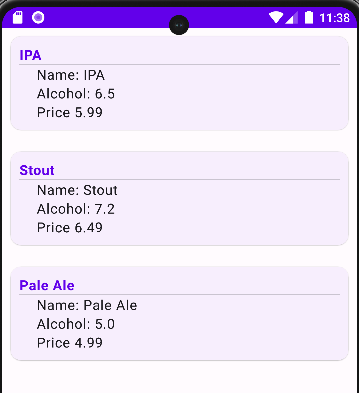 11:38
IPA
Name: IPA
Alcohol: 6.5
Price 5.99
Stout
Name: Stout
Alcohol: 7.2
Price 6.49
Pale Ale
Name: Pale Ale
Alcohol: 5.0
Price 4.99